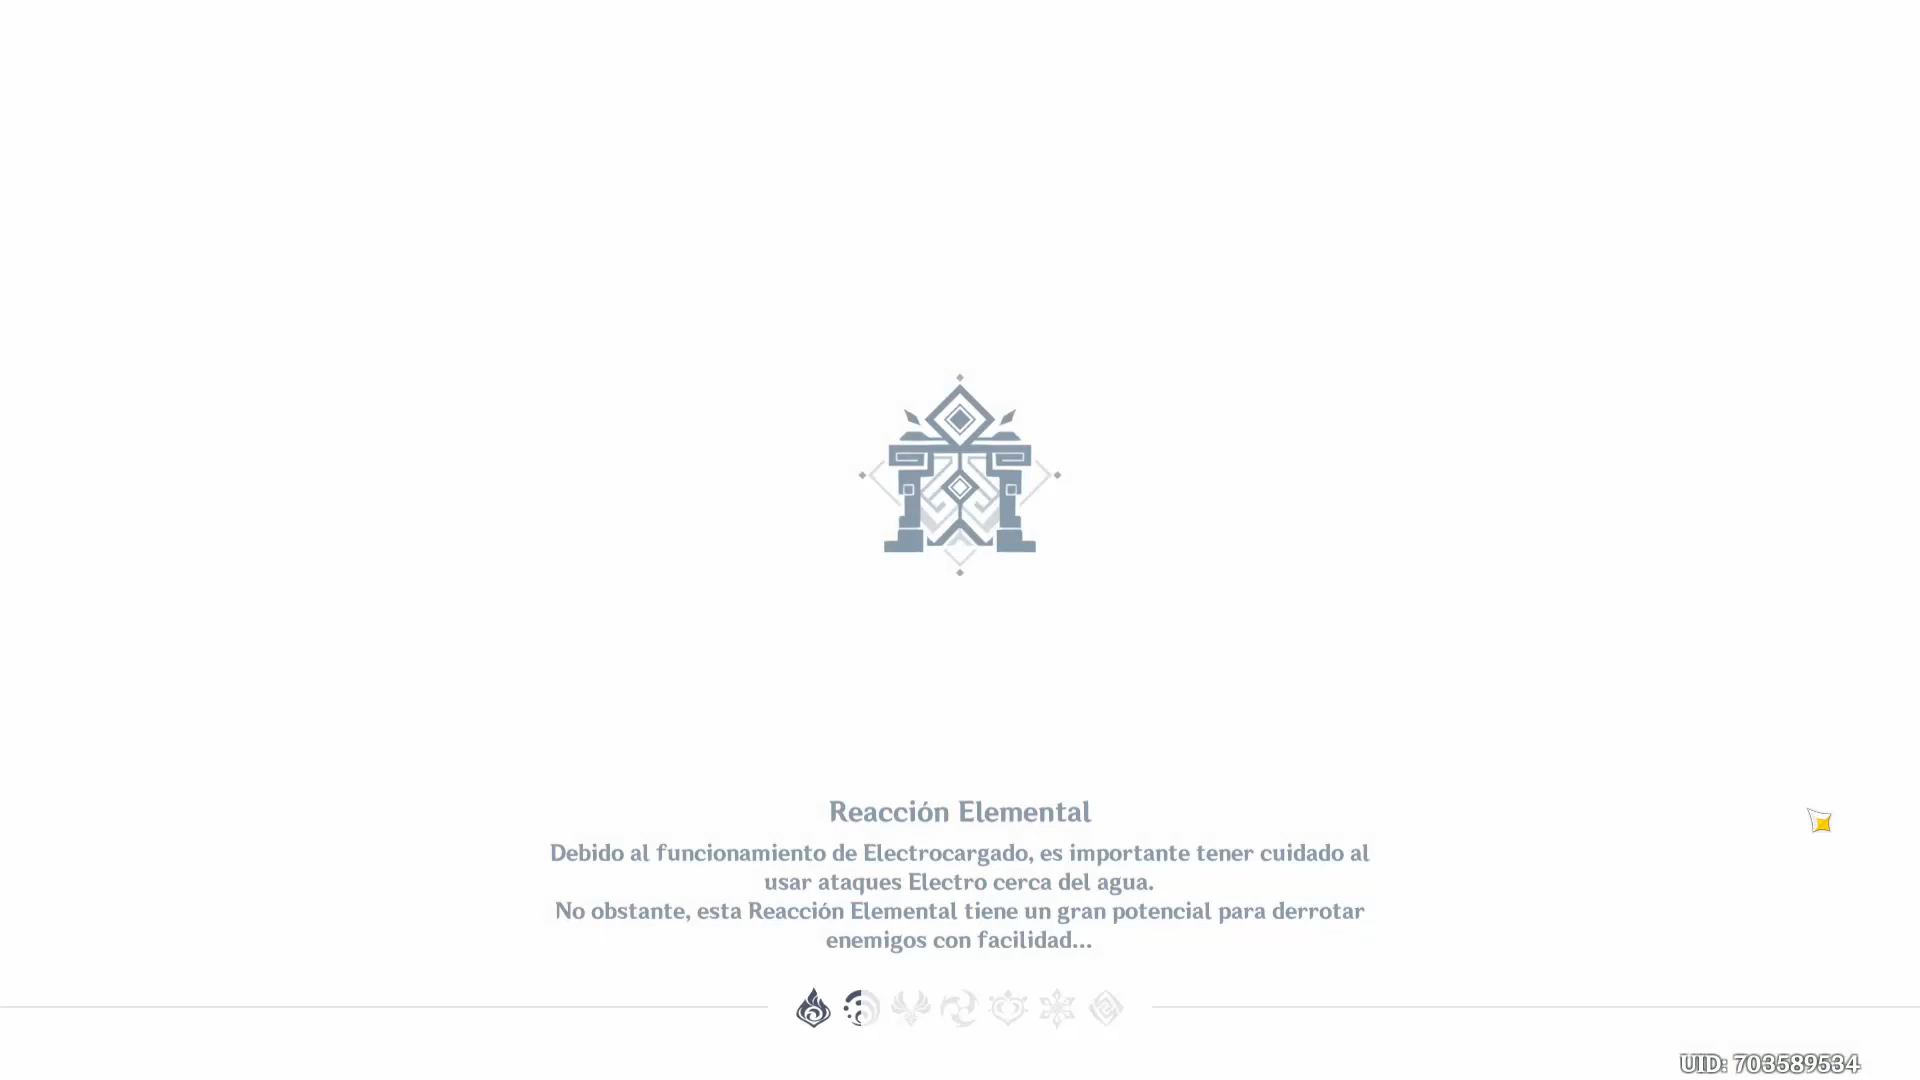 Reacción Elemental
Debido al funcionamiento de Electrocargado, es importante tener cuidado al
usar ataques Electro cerca del agua.
No obstante, esta Reacción Elemental tiene un gran potencial para derrotar
enemigos con facilidad...
UID: 703589534